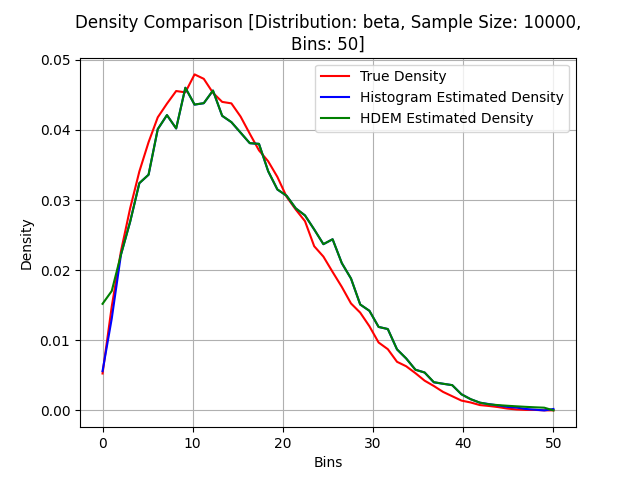 Density Comparison [Distribution: beta, Sample Size: 10000,
Bins: 50]
0.05
0.04
0.03
0.02
0.01
0.00
Density
True Density
Histogram Estimated Density
HDEM Estimated Density
0 10 20 30 40 50
Bins